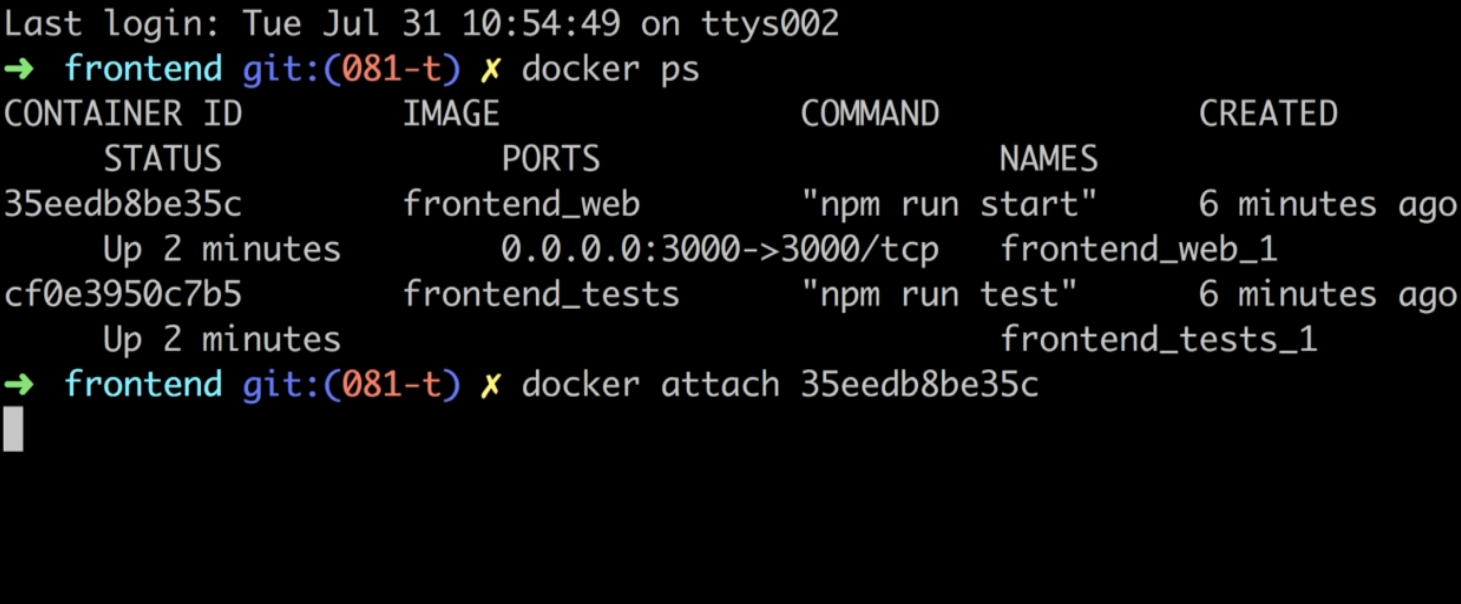 Last login: Tue Jul 31 10:54:49 on ttys002
➜  frontend git:(081-t) ✗ docker ps
CONTAINER ID        IMAGE               COMMAND             CREATED
     STATUS              PORTS                    NAMES
35eedb8be35c        frontend_web        "npm run start"     6 minutes ago
     Up 2 minutes        0.0.0.0:3000->3000/tcp   frontend_web_1
cf0e3950c7b5        frontend_tests      "npm run test"      6 minutes ago
     Up 2 minutes                                 frontend_tests_1
➜  frontend git:(081-t) ✗ docker attach 35eedb8be35c